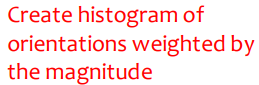 Create histogram of
orientations weighted by
the magnitude